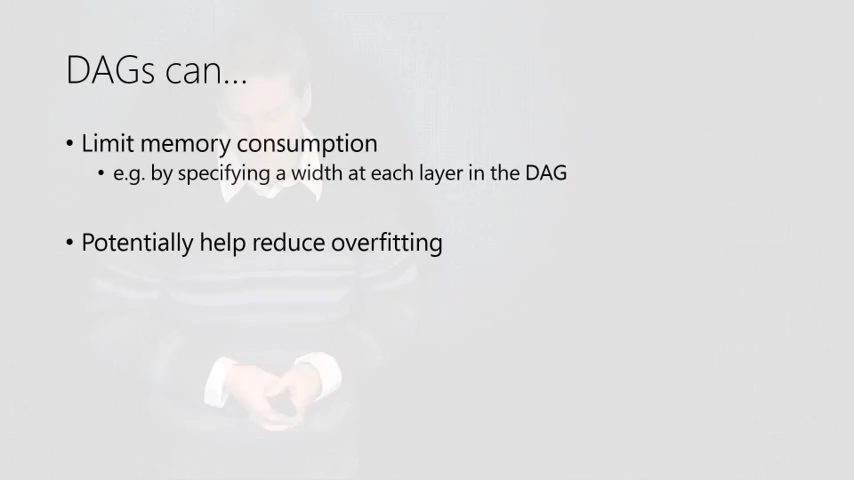 DAGs can...
• Limit memory consumption
• e.g. by specifying a width at each layer in the DAG
• Potentially help reduce overfitting